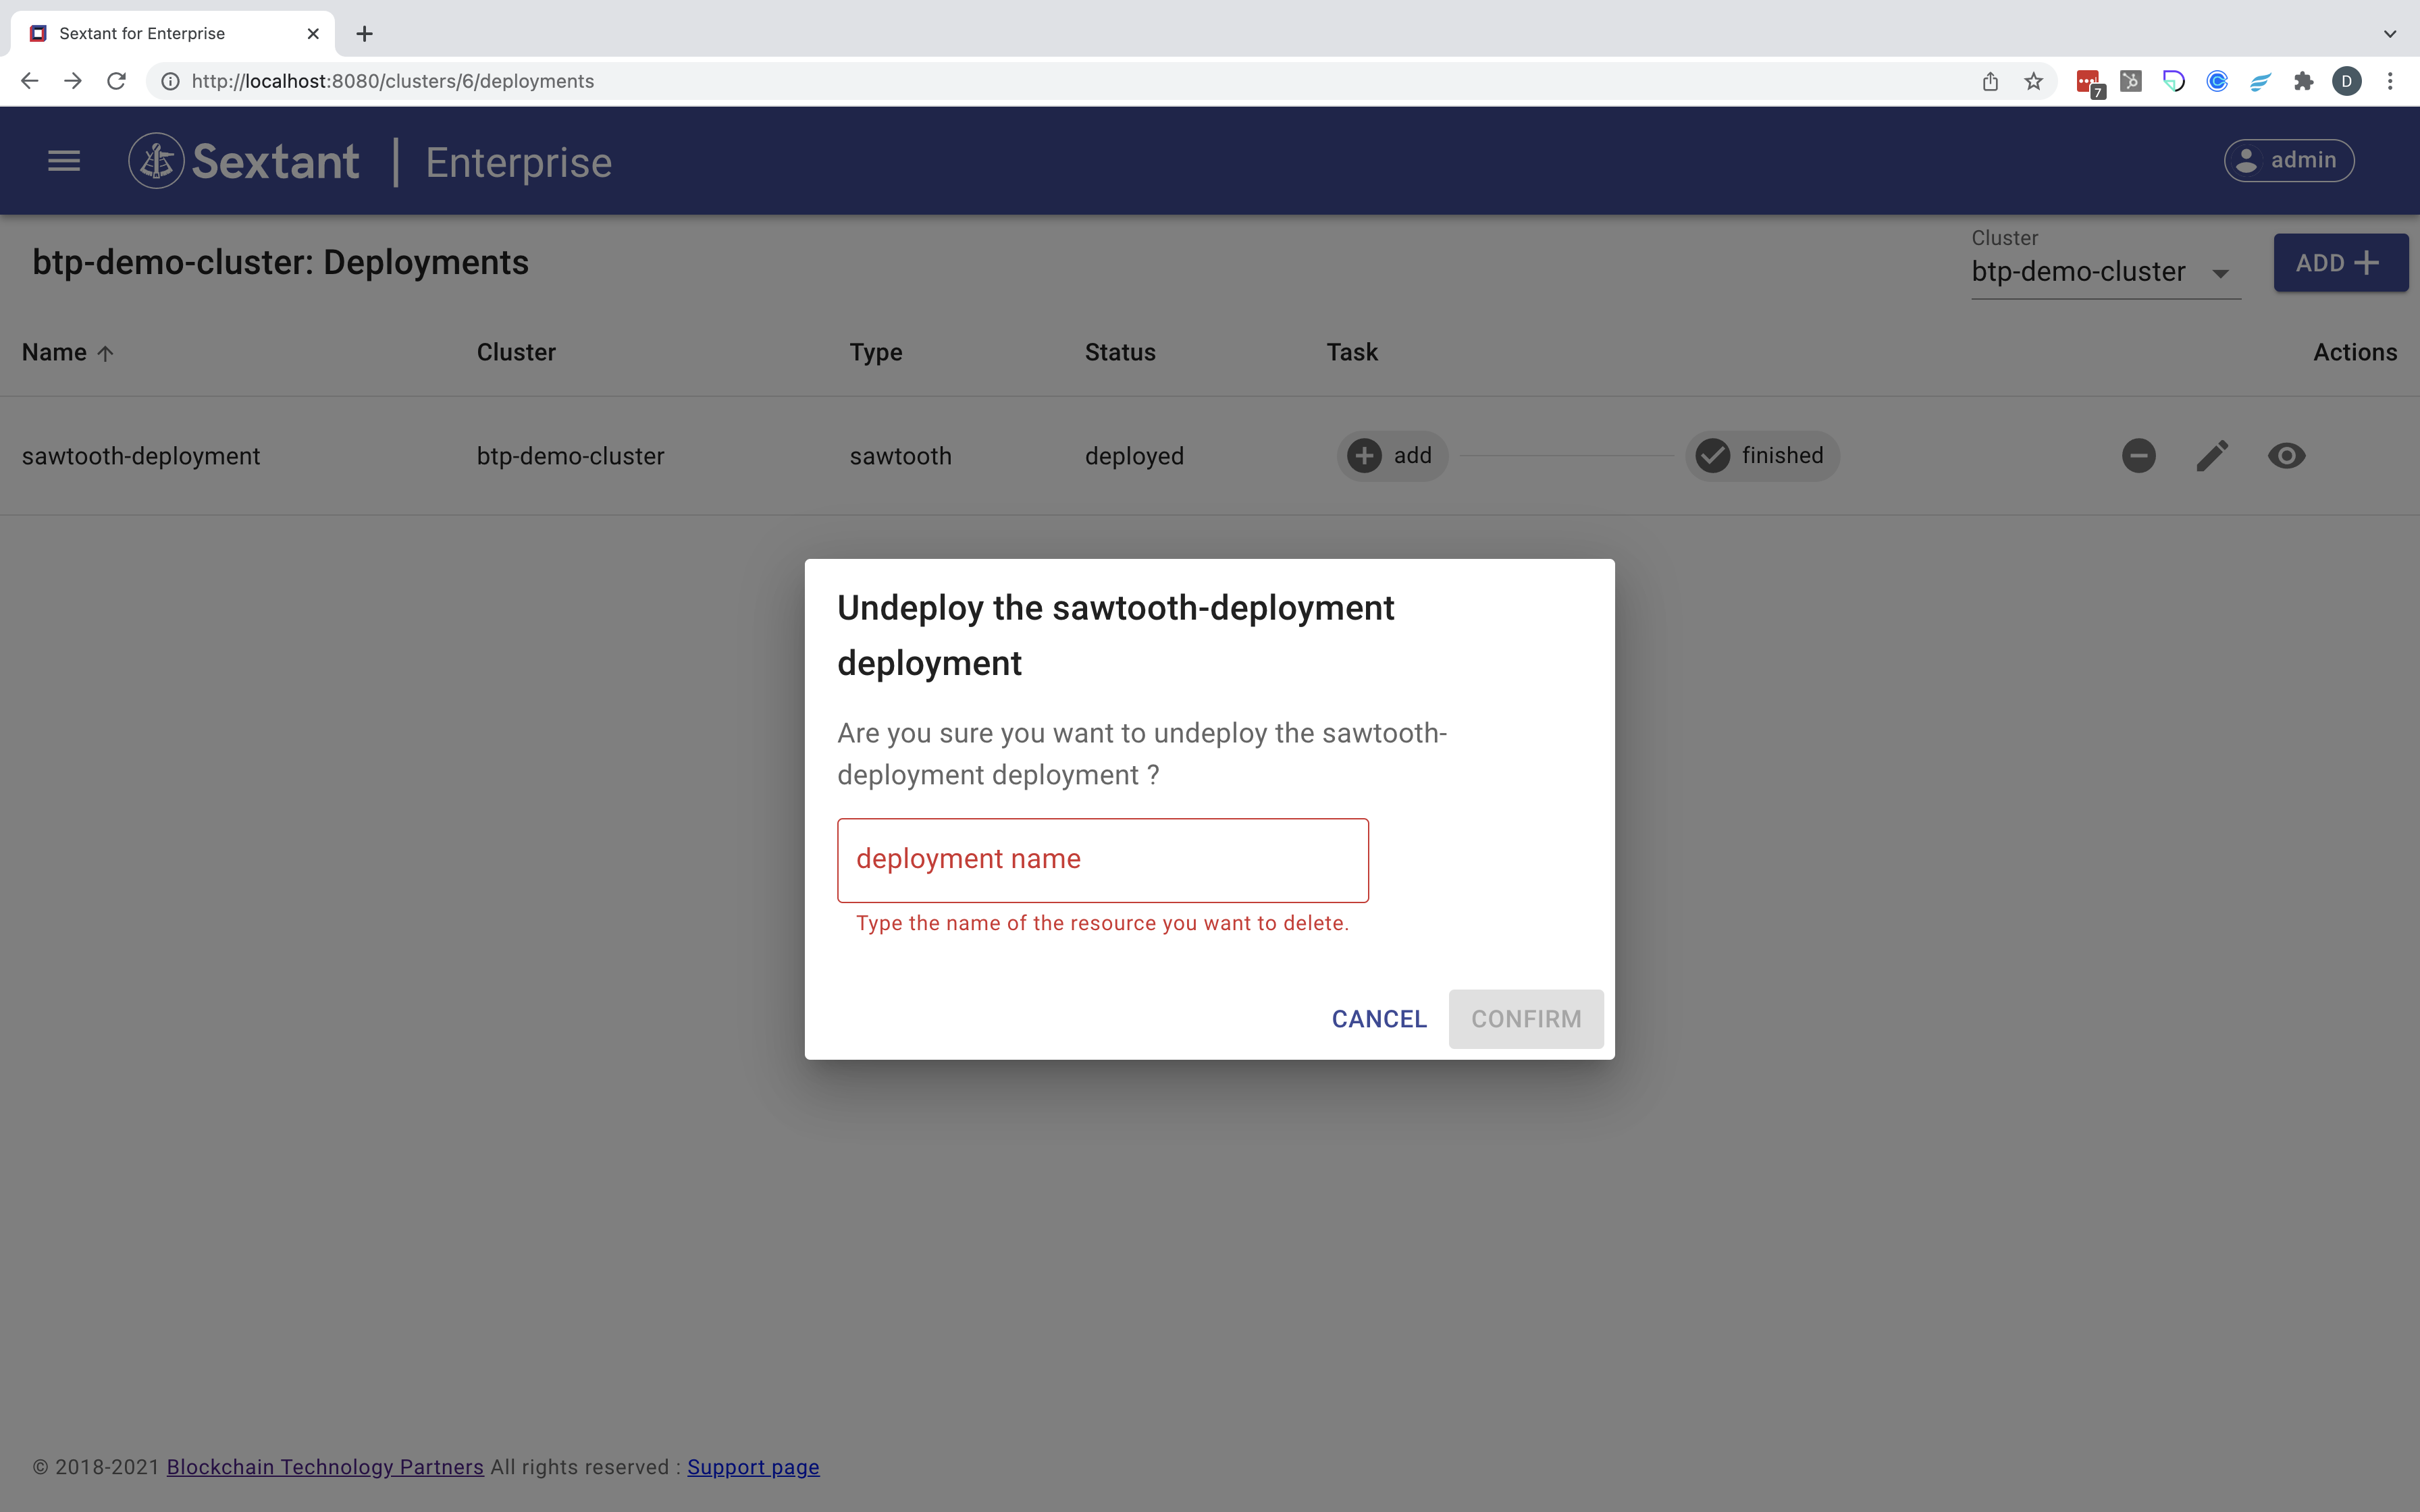 Sextant for Enterprise
http://localhost:8080/clusters/6/deployments
7
D
Sextant | Enterprise
admin
btp-demo-cluster: Deployments
Cluster
btp-demo-cluster
ADD
Name Cluster Type Status Task Actions
sawtooth-deployment btp-demo-cluster sawtooth deployed add finished
Undeploy the sawtooth-deployment
deployment
Are you sure you want to undeploy the sawtooth-
deployment deployment ?
deployment name
Type the name of the resource you want to delete.
CANCEL CONFIRM
© 2018-2021 Blockchain Technology Partners All rights reserved : Support page